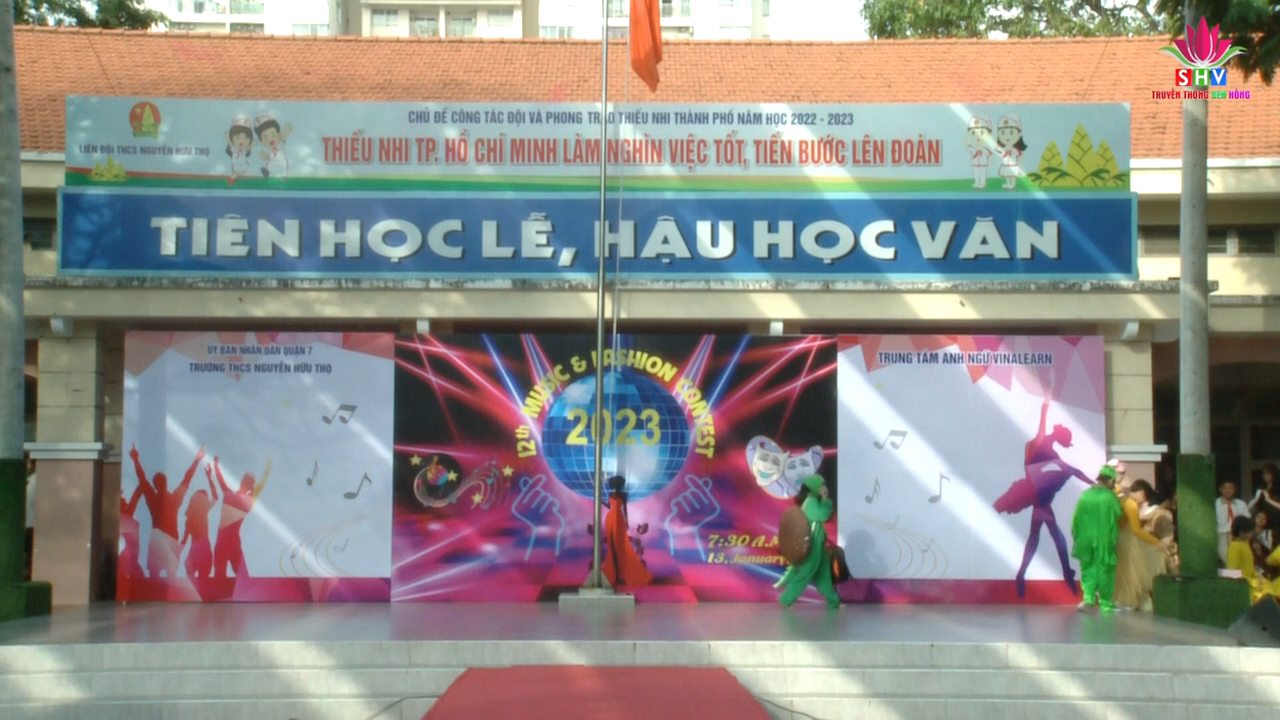 SHV
TRUYỀN THÔNG SEN HỒNG
CHỦ ĐỀ CÔNG TÁC ĐỘI VÀ PHONG TRÀO THIẾU NHI THÀNH PHỐ NĂM HỌC 2022 - 2023
LIÊN ĐỘI THCS NGUYỄN HỮU THỌ
THIẾU NHI TP. HỒ CHÍ MINH LÀM NGHÌN VIỆC TỐT, TIẾN BƯỚC LÊN ĐOÀN
TIÊN HỌC LỄ, HẬU HỌC VĂN
ỦY BAN NHÂN DÂN QUẬN 7
TRƯỜNG THCS NGUYỄN HỮU THỌ
12th MUSIC & FASHION CONTEST
2023
7:30 A.M
13, January
TRUNG TÂM ANH NGỮ VINALEARN